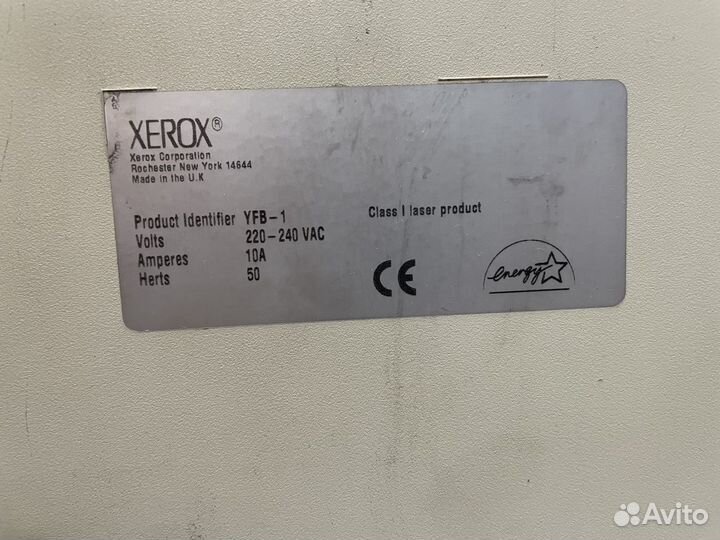 XEROX®
Xerox Corporation
Rochester New York 14644
Made in the U.K
Product Identifier YFB-1
Volts 220-240 VAC
Amperes 10A
Herts 50
Class I laser product
CE
energy
Avito